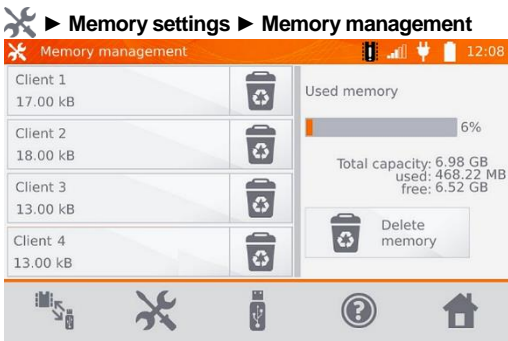 ► Memory settings ► Memory management
Memory management 12:08
Client 1
17.00 kB
Client 2
18.00 kB
Client 3
13.00 kB
Client 4
13.00 kB
Used memory
6%
Total capacity: 6.98 GB
used: 468.22 MB
free: 6.52 GB
Delete
memory